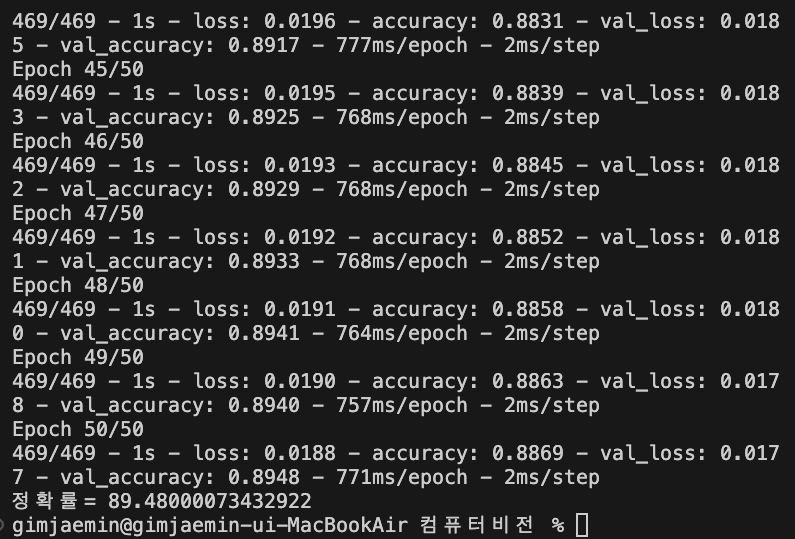 469/469 - 1s - loss: 0.0196 - accuracy: 0.8831 - val_loss: 0.018
5 - val_accuracy: 0.8917 - 777ms/epoch - 2ms/step
Epoch 45/50
469/469 - 1s - loss: 0.0195 - accuracy: 0.8839 - val_loss: 0.018
3 - val_accuracy: 0.8925 - 768ms/epoch - 2ms/step
Epoch 46/50
469/469 - 1s - loss: 0.0193 - accuracy: 0.8845 - val_loss: 0.018
2 - val_accuracy: 0.8929 - 768ms/epoch - 2ms/step
Epoch 47/50
469/469 - 1s - loss: 0.0192 - accuracy: 0.8852 - val_loss: 0.018
1 - val_accuracy: 0.8933 - 768ms/epoch - 2ms/step
Epoch 48/50
469/469 - 1s - loss: 0.0191 - accuracy: 0.8858 - val_loss: 0.018
0 - val_accuracy: 0.8941 - 764ms/epoch - 2ms/step
Epoch 49/50
469/469 - 1s - loss: 0.0190 - accuracy: 0.8863 - val_loss: 0.017
8 - val_accuracy: 0.8940 - 757ms/epoch - 2ms/step
Epoch 50/50
469/469 - 1s - loss: 0.0188 - accuracy: 0.8869 - val_loss: 0.017
7 - val_accuracy: 0.8948 - 771ms/epoch - 2ms/step
정확률= 89.48000073432922
gimjaemin@gimjaemin-ui-MacBookAir 컴퓨터비전 %